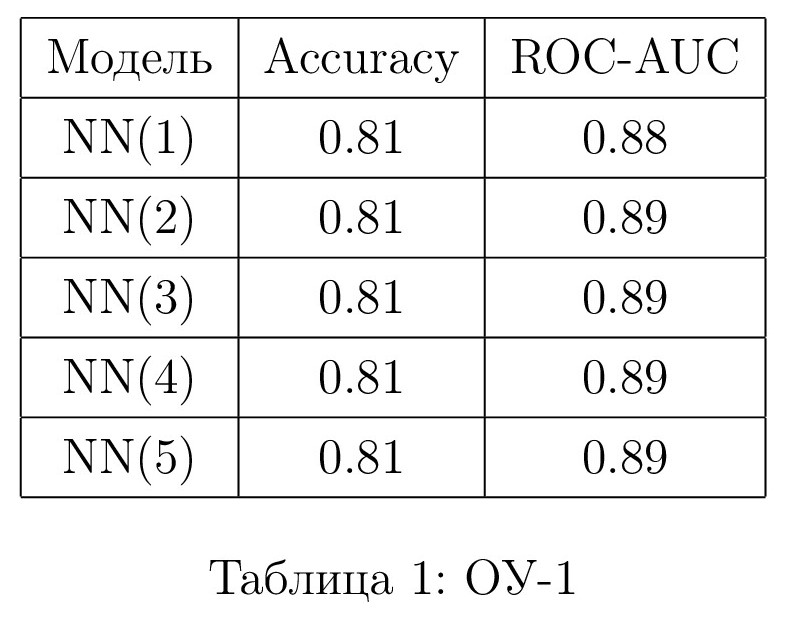 Модель Accuracy ROC-AUC
NN(1) 0.81 0.88
NN(2) 0.81 0.89
NN(3) 0.81 0.89
NN(4) 0.81 0.89
NN(5) 0.81 0.89
Таблица 1: ОУ-1